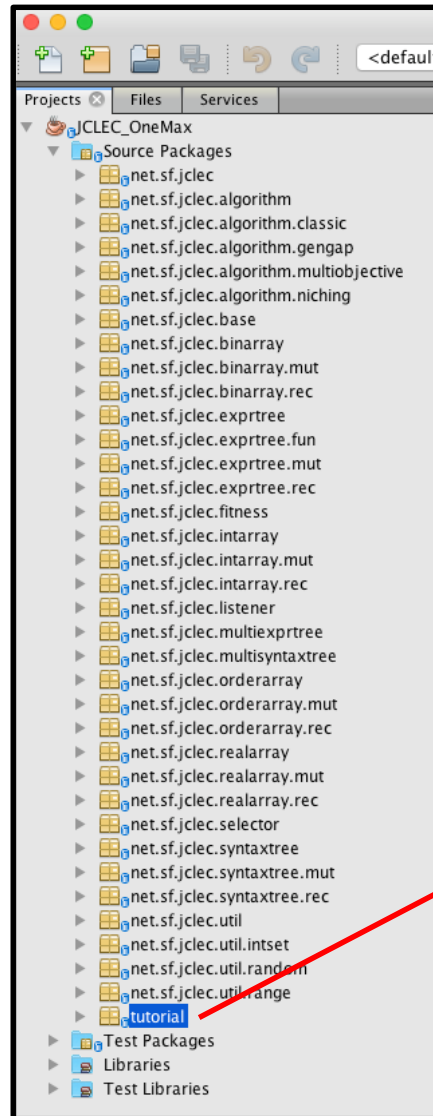 <defaul
Projects Files Services
JCLEC_OneMax
Source Packages
net.sf.jclec
net.sf.jclec.algorithm
net.sf.jclec.algorithm.classic
net.sf.jclec.algorithm.gengap
net.sf.jclec.algorithm.multiobjective
net.sf.jclec.algorithm.niching
net.sf.jclec.base
net.sf.jclec.binarray
net.sf.jclec.binarray.mut
net.sf.jclec.binarray.rec
net.sf.jclec.exprtree
net.sf.jclec.exprtree.fun
net.sf.jclec.exprtree.mut
net.sf.jclec.exprtree.rec
net.sf.jclec.fitness
net.sf.jclec.intarray
net.sf.jclec.intarray.mut
net.sf.jclec.intarray.rec
net.sf.jclec.listener
net.sf.jclec.multiexprtree
net.sf.jclec.multisyntaxtree
net.sf.jclec.orderarray
net.sf.jclec.orderarray.mut
net.sf.jclec.orderarray.rec
net.sf.jclec.realarray
net.sf.jclec.realarray.mut
net.sf.jclec.realarray.rec
net.sf.jclec.selector
net.sf.jclec.syntaxtree
net.sf.jclec.syntaxtree.mut
net.sf.jclec.syntaxtree.rec
net.sf.jclec.util
net.sf.jclec.util.intset
net.sf.jclec.util.random
net.sf.jclec.util.range
tutorial
Test Packages
Libraries
Test Libraries